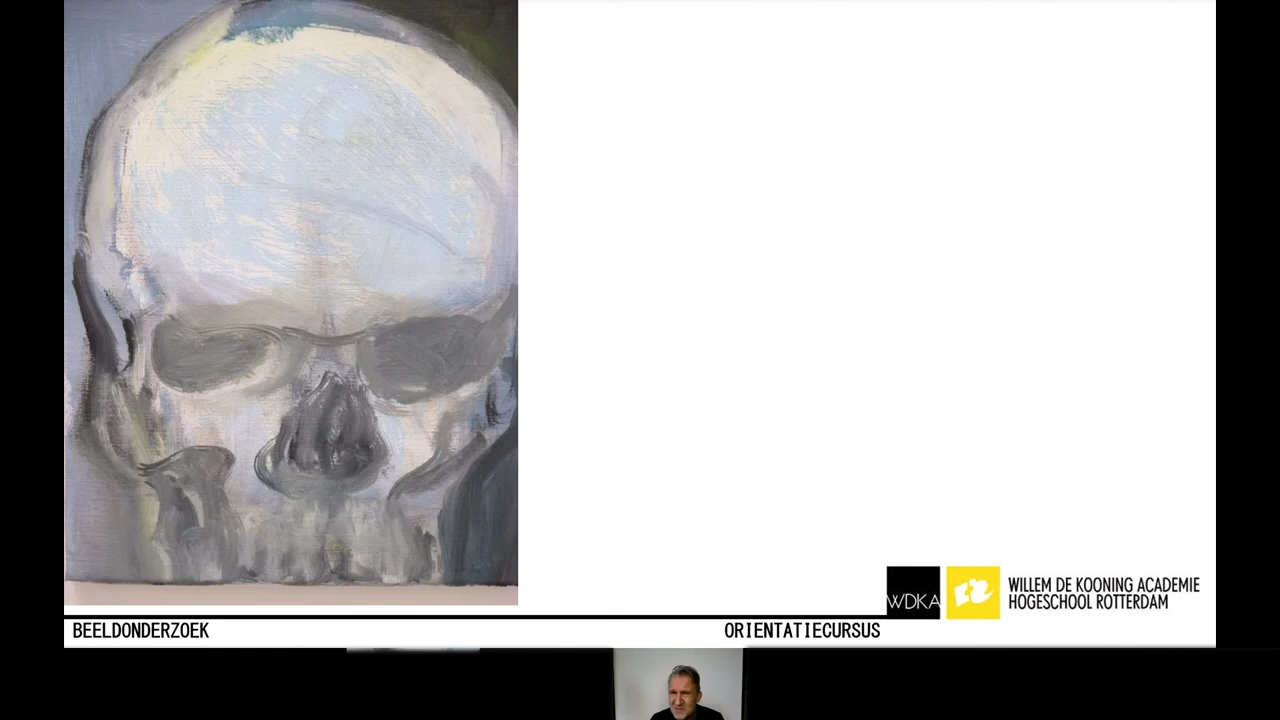 WDKA
WILLEM DE KOONING ACADEMIE
HOGESCHOOL ROTTERDAM
BEELDONDERZOEK
ORIENTATIECURSUS